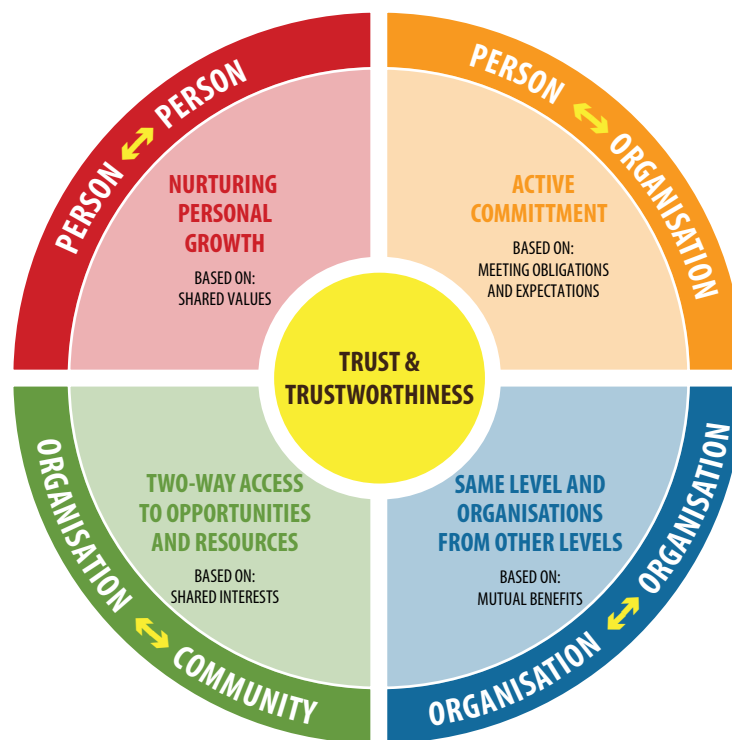 PERSON ↔ PERSON
NURTURING
PERSONAL
GROWTH
BASED ON:
SHARED VALUES
PERSON ↔ ORGANISATION
ACTIVE
COMMITTMENT
BASED ON:
MEETING OBLIGATIONS
AND EXPECTATIONS
TRUST &
TRUSTWORTHINESS
ORGANISATION ↔ COMMUNITY
TWO-WAY ACCESS
TO OPPORTUNITIES
AND RESOURCES
BASED ON:
SHARED INTERESTS
ORGANISATION ↔ ORGANISATION
SAME LEVEL AND
ORGANISATIONS
FROM OTHER LEVELS
BASED ON:
MUTUAL BENEFITS